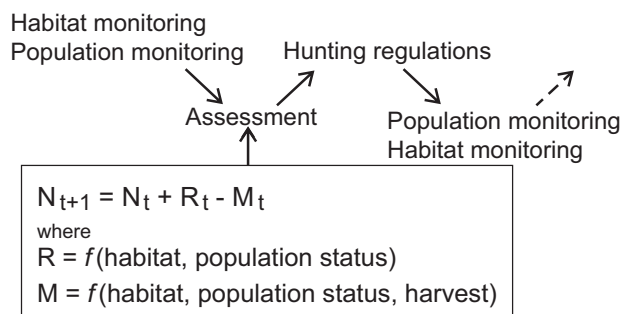 Habitat monitoring
Population monitoring
Hunting regulations
Assessment
Population monitoring
Habitat monitoring
N t+1 = N t + R t - M t
where
R = f(habitat, population status)
M = f(habitat, population status, harvest)